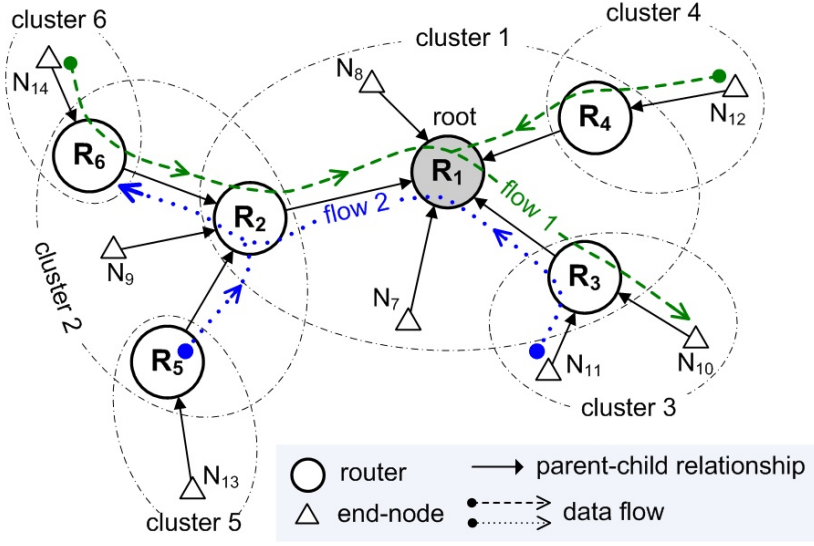 cluster 6
cluster 4
cluster 1
N8
N14
root
N12
R4
R6
R1
flow 1
flow 2
R2
N9
R3
cluster 2
N7
R5
N11
N10
cluster 3
N13
cluster 5
router
parent-child relationship
end-node
data flow